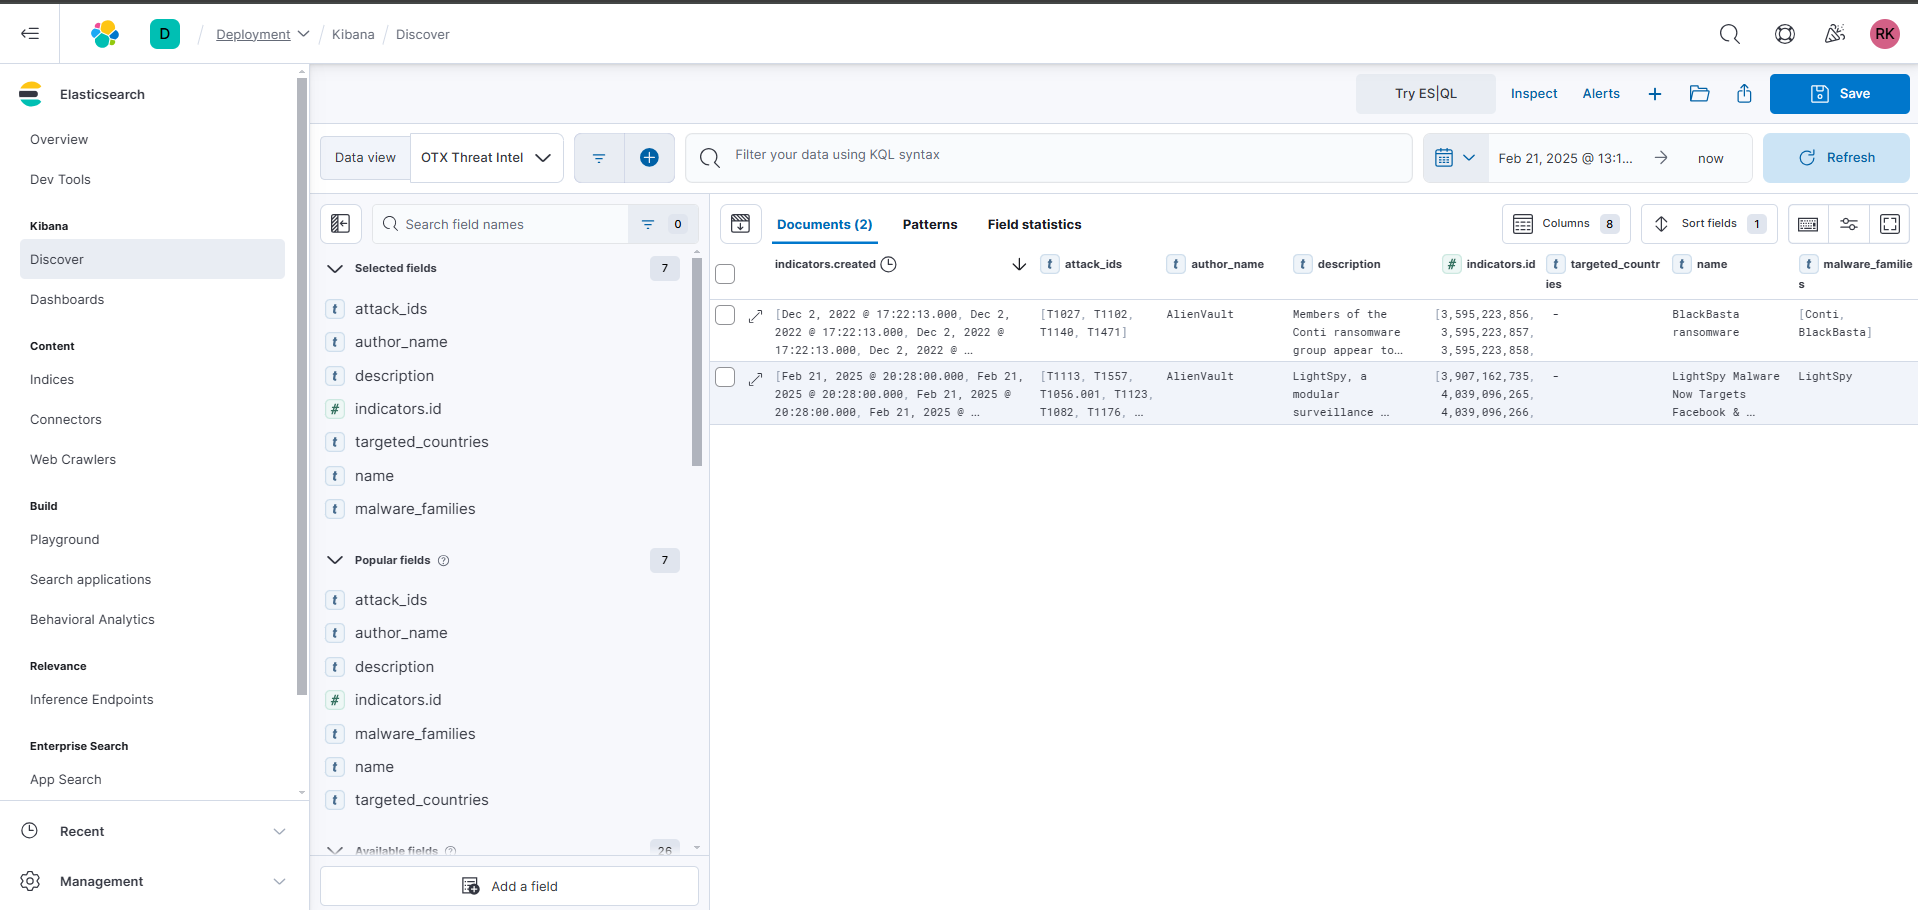 D
Deployment
Kibana
Discover
RK
Elasticsearch
Overview
Dev Tools
Kibana
Discover
Dashboards
Content
Indices
Connectors
Web Crawlers
Build
Playground
Search applications
Behavioral Analytics
Relevance
Inference Endpoints
Enterprise Search
App Search
Recent
Management
Try ES|QL
Inspect
Alerts
Save
Data view
OTX Threat Intel
Filter your data using KQL syntax
Feb 21, 2025 @ 13:1...
now
Refresh
Search field names
0
Selected fields
7
t attack_ids
t author_name
t description
# indicators.id
t targeted_countries
t name
t malware_families
Popular fields
7
t attack_ids
t author_name
t description
# indicators.id
t malware_families
t name
t targeted_countries
Available fields
26
Add a field
Documents (2)
Patterns
Field statistics
Columns 8
Sort fields 1
indicators.created
t attack_ids
t author_name
t description
# indicators.id
t targeted_countr
ies
t name
t malware_familie
s
[Dec 2, 2022 @ 17:22:13.000, Dec 2,
2022 @ 17:22:13.000, Dec 2, 2022 @
17:22:13.000, Dec 2, 2022 @ ...
[T1027, T1102,
T1140, T1471]
AlienVault
Members of the
Conti ransomware
group appear to...
[3,595,223,856,
3,595,223,857,
3,595,223,858,
-
BlackBasta
ransomware
[Conti,
BlackBasta]
[Feb 21, 2025 @ 20:28:00.000, Feb 21,
2025 @ 20:28:00.000, Feb 21, 2025 @
20:28:00.000, Feb 21, 2025 @ ...
[T1113, T1557,
T1056.001, T1123,
T1082, T1176, ...
AlienVault
LightSpy, a
modular
surveillance ...
[3,907,162,735,
4,039,096,265,
4,039,096,266,
-
LightSpy Malware
Now Targets
Facebook & ...
LightSpy